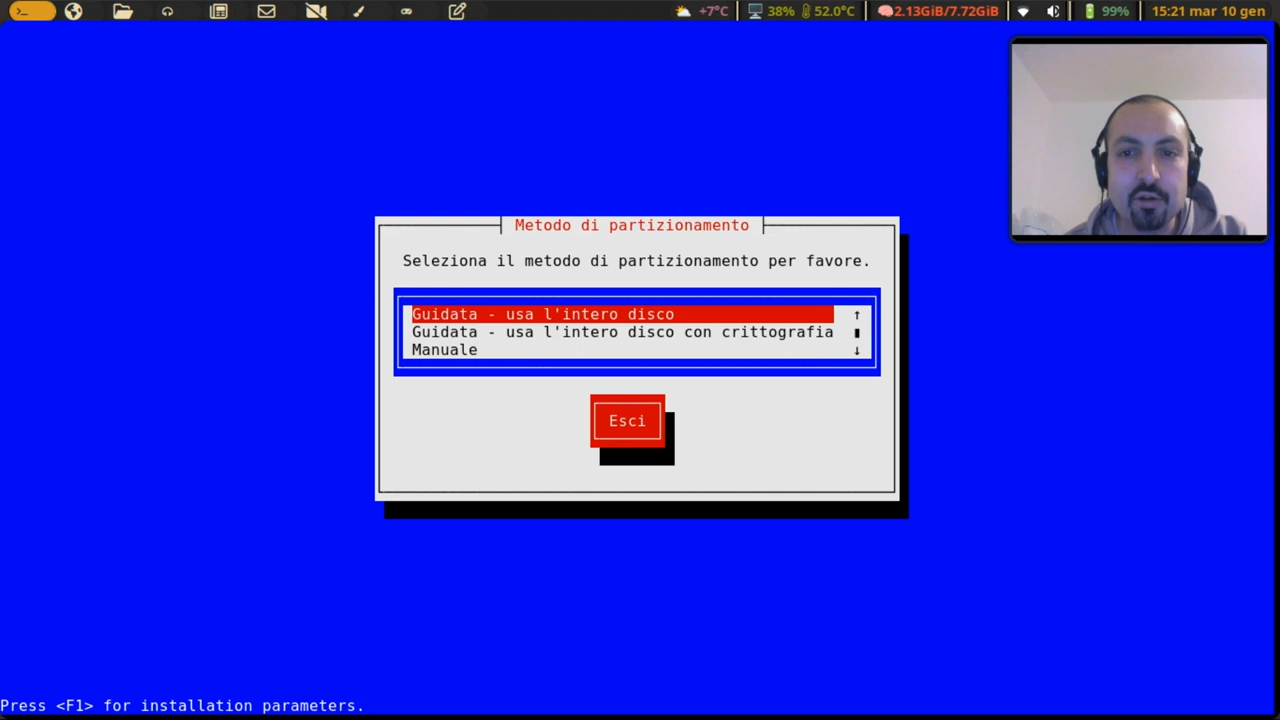 +7°C 38% 52.0°C 2.13GiB/7.72GiB 99% 15:21 mar 10 gen
Metodo di partizionamento
Seleziona il metodo di partizionamento per favore.
Guidata - usa l'intero disco
Guidata - usa l'intero disco con crittografia
Manuale
Esci
Press <F1> for installation parameters.